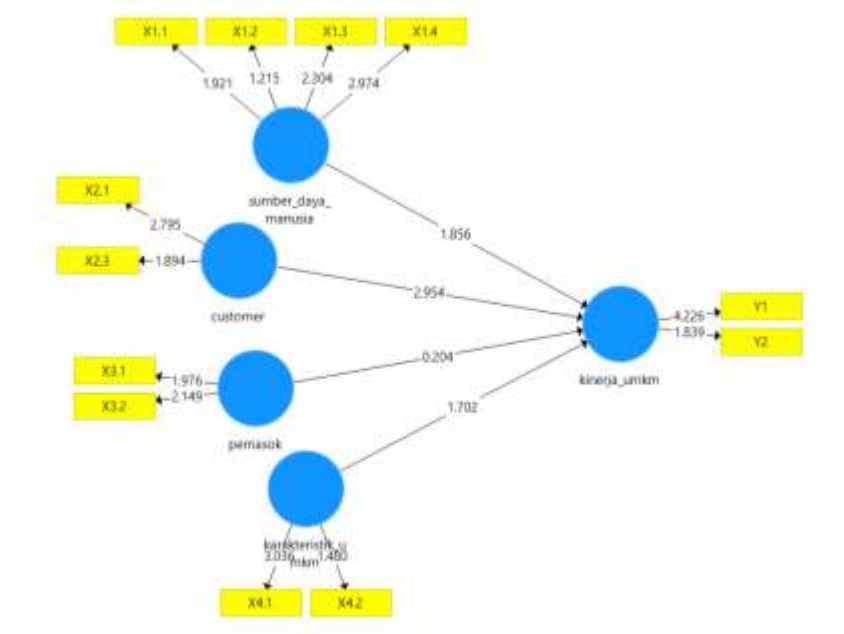 X1.1
X1.2
X1.3
X1.4
1.921
1.215
2.304
2.974
sumber_daya_
manusia
1.856
X2.1
2.795
X2.3
1.894
customer
2.954
Y1
4.226
1.839
Y2
kinerja_umkm
X3.1
1.976
X3.2
2.149
pemasok
0.204
1.702
karakteristik_u
mkm
3.036
1.480
X4.1
X4.2